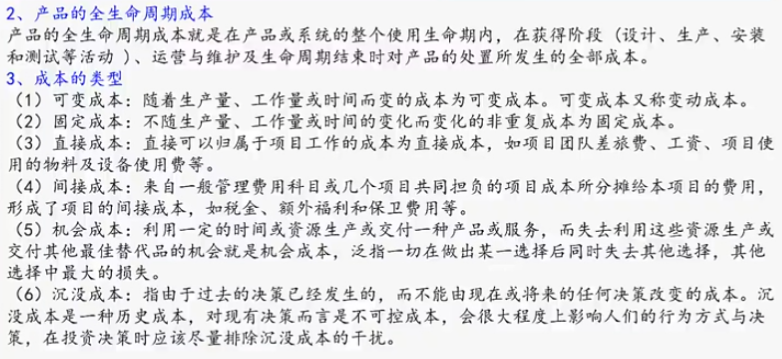 2、产品的全生命周期成本
产品的全生命周期成本就是在产品或系统的整个使用生命期内，在获得阶段（设计、生产、安装
和测试等活动 ）、运营与维护及生命周期结束时对产品的处置所发生的全部成本。
3、成本的类型
（1）可变成本：随着生产量、工作量或时间而变的成本为可变成本。可变成本又称变动成本。
（2）固定成本：不随生产量、工作量或时间的变化而变化的非重复成本为固定成本。
（3）直接成本：直接可以归属于项目工作的成本为直接成本，如项目团队差旅费、工资、项目使
用的物料及设备使用费等。
（4）间接成本：来自一般管理费用科目或几个项目共同担负的项目成本所分摊给本项目的费用，
形成了项目的间接成本，如税金、额外福利和保卫费用等。
（5）机会成本：利用一定的时间或资源生产或交付一种产品或服务，而失去利用这些资源生产或
交付其他最佳替代品的机会就是机会成本，泛指一切在做出某一选择后同时失去其他选择，其他
选择中最大的损失。
（6）沉没成本：指由于过去的决策已经发生的，而不能由现在或将来的任何决策改变的成本。沉
没成本是一种历史成本，对现有决策而言是不可控成本，会很大程度上影响人们的行为方式与决
策，在投资决策时应该尽量排除沉没成本的干扰。